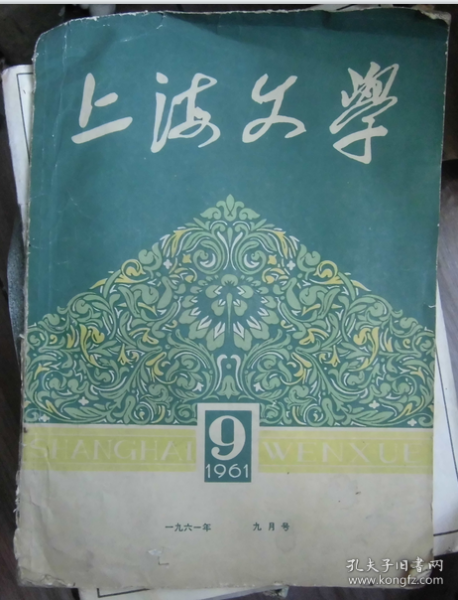 上海文學
SHANGHAI 9 WENXUE
1961
一九六一年 九月号
孔夫子旧书网
www.kongfz.com